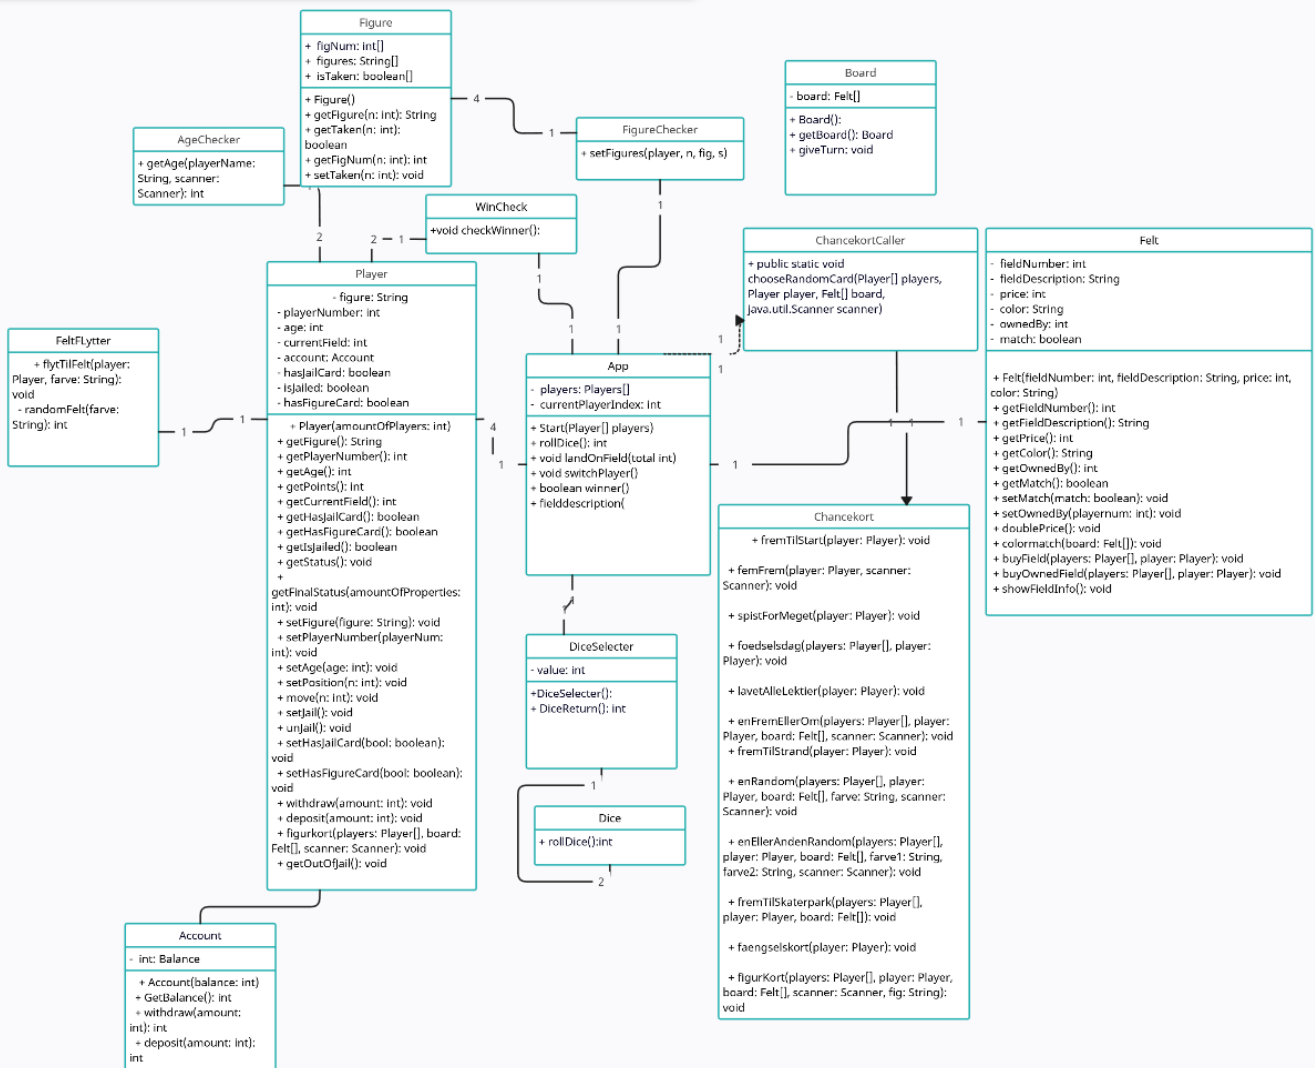 Figure
+ figNum: int[]
+ figures: String[]
+ isTaken: boolean[]
+ Figure()
+ getFigure(n: int): String
+ getTaken(n: int):
boolean
+ getFigNum(n: int): int
+ setTaken(n: int): void
4
1
AgeChecker
+ getAge(playerName:
String, scanner:
Scanner): int
2
FigureChecker
+ setFigures(player, n, fig, s)
1
1
Board
- board: Felt[]
+ Board():
+ getBoard(): Board
+ giveTurn: void
WinCheck
+void checkWinner():
2
1
1
1
Player
- figure: String
- playerNumber: int
- age: int
- currentField: int
- account: Account
- hasJailCard: boolean
- isJailed: boolean
- hasFigureCard: boolean
+ Player(amountOfPlayers: int)
+ getFigure(): String
+ getPlayerNumber(): int
+ getAge(): int
+ getPoints(): int
+ getCurrentField(): int
+ getHasJailCard(): boolean
+ getHasFigureCard(): boolean
+ getIsJailed(): boolean
+ getStatus(): void
+
getFinalStatus(amountOfProperties:
int): void
+ setFigure(figure: String): void
+ setPlayerNumber(playerNum:
int): void
+ setAge(age: int): void
+ setPosition(n: int): void
+ move(n: int): void
+ setJail(): void
+ unJail(): void
+ setHasJailCard(bool: boolean):
void
+ setHasFigureCard(bool: boolean):
void
+ withdraw(amount: int): void
+ deposit(amount: int): void
+ figurkort(players: Player[], board:
Felt[], scanner: Scanner): void
+ getOutOfJail(): void
FeltFLytter
+ flytTilFelt(player:
Player, farve: String):
void
- randomFelt(farve:
String): int
1
1
4
1
Account
- int: Balance
+ Account(balance: int)
+ GetBalance(): int
+ withdraw(amount:
int): int
+ deposit(amount: int):
int
App
- players: Players[]
- currentPlayerIndex: int
+ Start(Player[] players)
+ rollDice(): int
+ void landOnField(total int)
+ void switchPlayer()
+ boolean winner()
+ fielddescription(
1
1
1
1
1
1
ChancekortCaller
+ public static void
chooseRandomCard(Player[] players,
Player player, Felt[] board,
java.util.Scanner scanner)
1
1
Felt
- fieldNumber: int
- fieldDescription: String
- price: int
- color: String
- ownedBy: int
- match: boolean
+ Felt(fieldNumber: int, fieldDescription: String, price: int,
color: String)
+ getFieldNumber(): int
+ getFieldDescription(): String
+ getPrice(): int
+ getColor(): String
+ getOwnedBy(): int
+ getMatch(): boolean
+ setMatch(match: boolean): void
+ setOwnedBy(playernum: int): void
+ doublePrice(): void
+ colormatch(board: Felt[]): void
+ buyField(players: Player[], player: Player): void
+ buyOwnedField(players: Player[], player: Player): void
+ showFieldInfo(): void
DiceSelecter
- value: int
+DiceSelecter():
+ DiceReturn(): int
1
Dice
+ rollDice():int
2
Chancekort
+ fremTilStart(player: Player): void
+ femFrem(player: Player, scanner:
Scanner): void
+ spistForMeget(player: Player): void
+ foedselsdag(players: Player[], player:
Player): void
+ lavetAlleLektier(player: Player): void
+ enFremEllerOm(players: Player[], player:
Player, board: Felt[], scanner: Scanner): void
+ fremTilStrand(player: Player): void
+ enRandom(players: Player[], player:
Player, board: Felt[], farve: String, scanner:
Scanner): void
+ enEllerAndenRandom(players: Player[],
player: Player, board: Felt[], farve1: String,
farve2: String, scanner: Scanner): void
+ fremTilSkaterpark(players: Player[],
player: Player, board: Felt[]): void
+ faengselskort(player: Player): void
+ figurKort(players: Player[], player: Player,
board: Felt[], scanner: Scanner, fig: String):
void